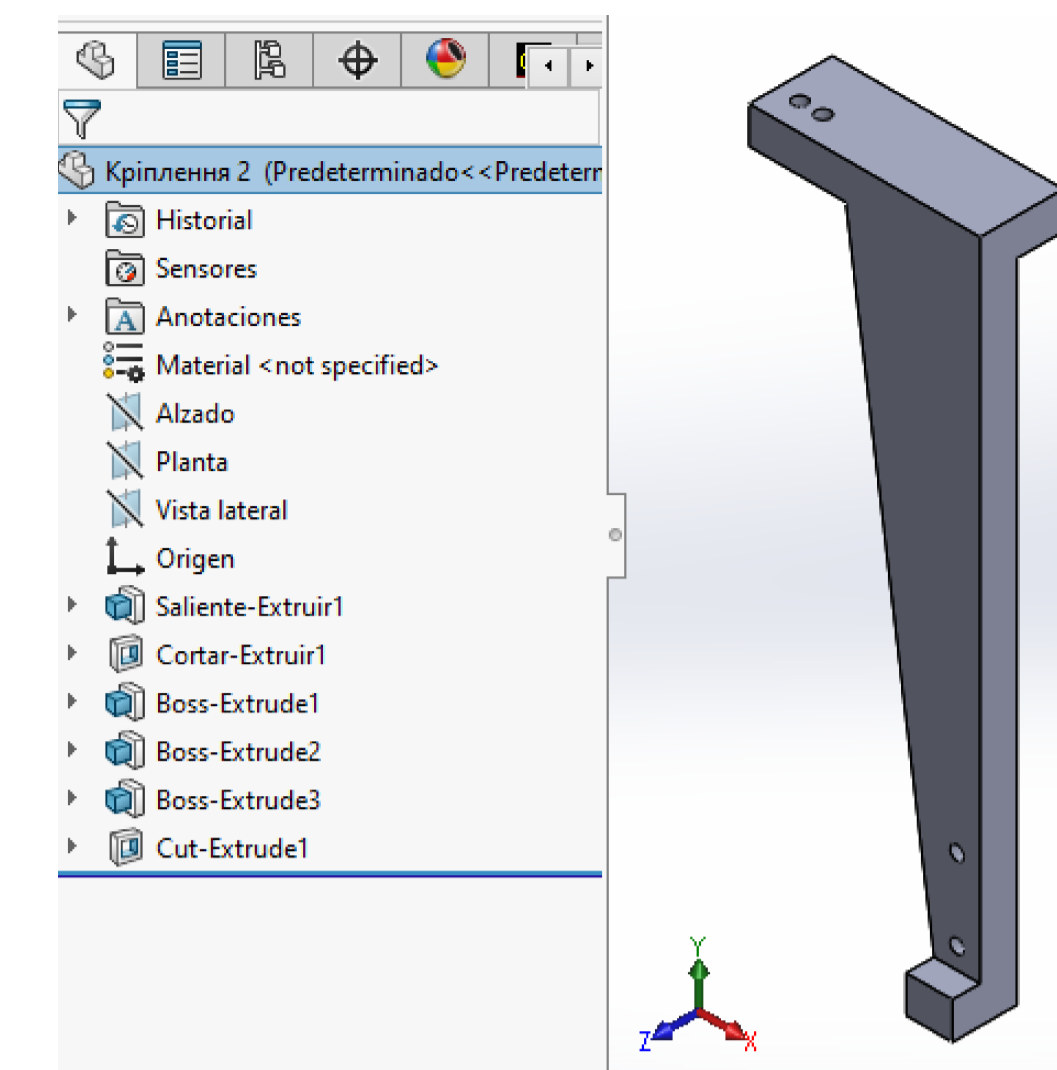 Кріплення 2 (Predeterminado<<Predeterm
Historial
Sensores
Anotaciones
Material <not specified>
Alzado
Planta
Vista lateral
Origen
Saliente-Extruir1
Cortar-Extruir1
Boss-Extrude1
Boss-Extrude2
Boss-Extrude3
Cut-Extrude1
Y
Z
X